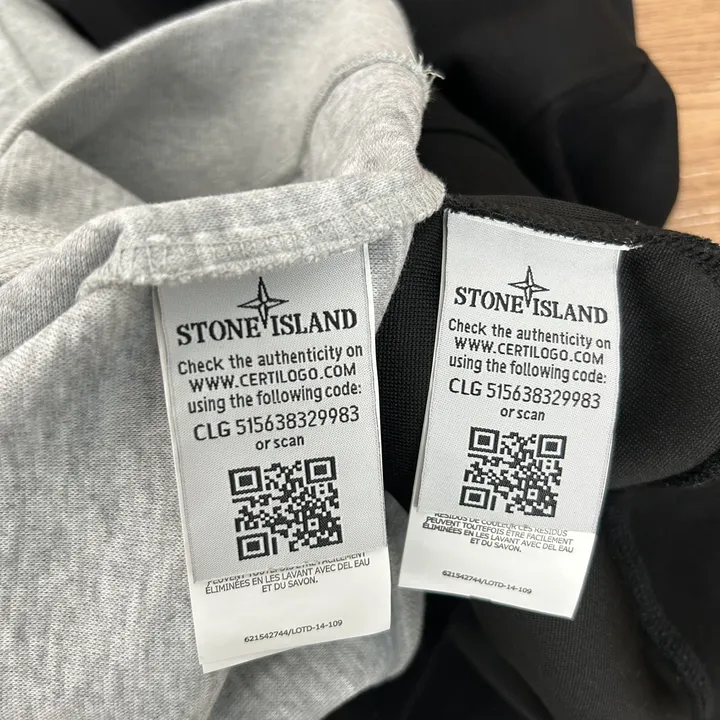 STONE ISLAND
Check the authenticity on
WWW.CERTILOGO.COM
using the following code:
CLG 515638329983
or scan
PEUVENT TOUTEFOIS ÊTRE FACILEMENT
ÉLIMINÉES EN LES LAVANT AVEC DEL EAU
ET DU SAVON.
621542744/LOTD-14-109
STONE ISLAND
Check the authenticity on
WWW.CERTILOGO.COM
using the following code:
CLG 515638329983
or scan
RÉSIDUS DE COULEUR CES RESIDUS
PEUVENT TOUTEFOIS ÊTRE FACILEMENT
ÉLIMINÉES EN LES LAVANT AVEC DEL EAU
ET DU SAVON.
621542744/LOTD-14-109